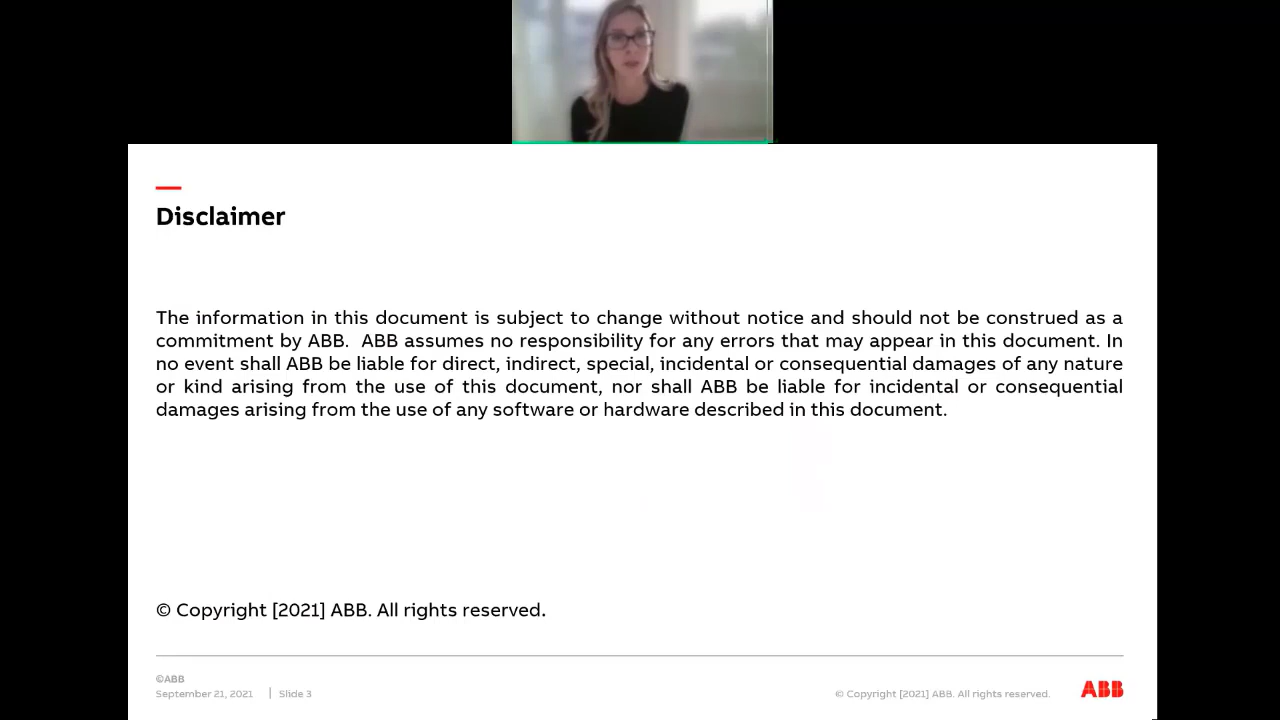 Disclaimer
The information in this document is subject to change without notice and should not be construed as a
commitment by ABB.  ABB assumes no responsibility for any errors that may appear in this document. In
no event shall ABB be liable for direct, indirect, special, incidental or consequential damages of any nature
or kind arising from the use of this document, nor shall ABB be liable for incidental or consequential
damages arising from the use of any software or hardware described in this document.
© Copyright [2021] ABB. All rights reserved.
©ABB
September 21, 2021 | Slide 3
© Copyright [2021] ABB. All rights reserved.
ABB